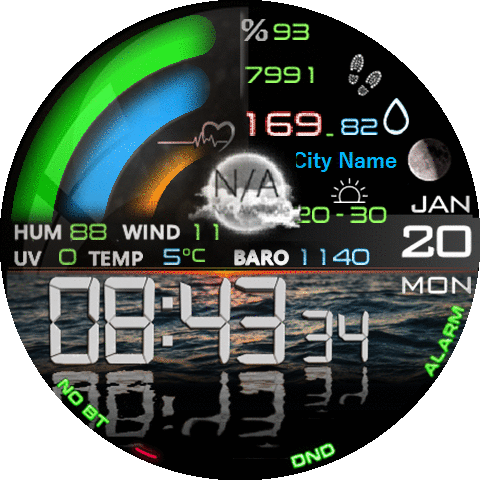 % 93
7991
169 - 82
City Name
N/A
20 - 30
JAN
HUM 88 WIND 11
20
UV 0 TEMP 5°C BARO 1140
MON
08:43 34
ALARM
NO BT
DND